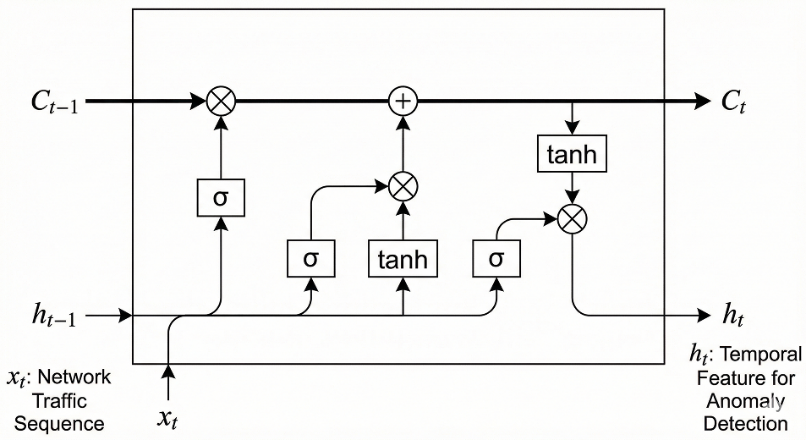 C_{t−1}
C_t
tanh
σ
σ
tanh
σ
h_{t−1}
h_t
x_t: Network
Traffic
Sequence
x_t
h_t: Temporal
Feature for
Anomaly
Detection